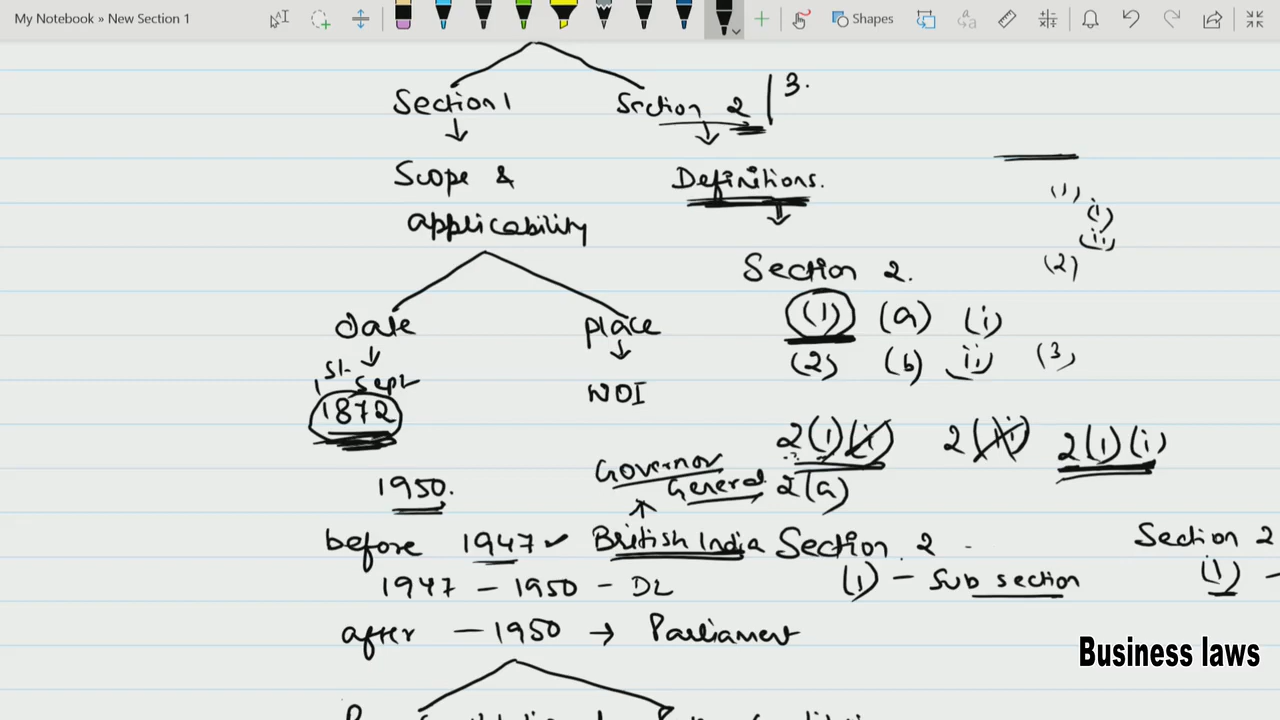 My Notebook » New Section 1
Shapes
Section 1
Section 2 | 3.
Scope &
applicability
Definitions.
(1)
(i)
(ii)
(2)
Section 2.
(1) (a) (i)
(2) (b) (ii) (3)
date
place
1st Sept
1872
WOI
2(1)(i) 2(ii) 2(1)(i)
2(a)
1950.
Governor
General
before 1947 ✓ British India
1947 – 1950 – DL
after – 1950 → Parliament
Section 2 -
(1) – Sub section
Section 2
(1) –
Business laws